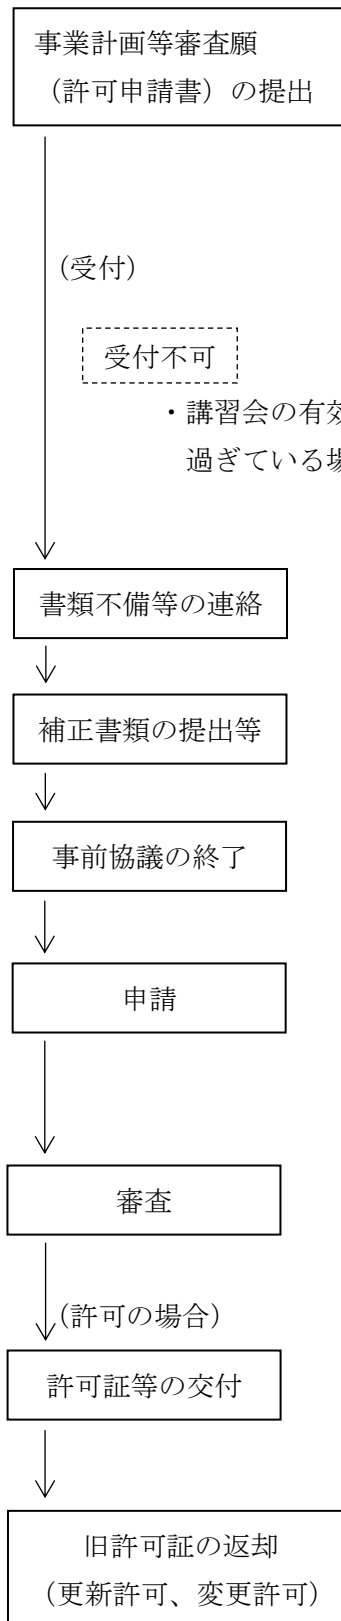 事業計画等審査願
（許可申請書）の提出
（受付）
受付不可
・講習会の有効
過ぎている場
書類不備等の連絡
補正書類の提出等
事前協議の終了
申請
審査
（許可の場合）
許可証等の交付
旧許可証の返却
（更新許可、変更許可）